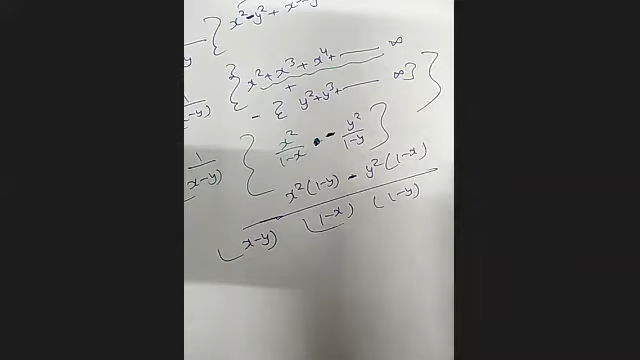 { x² - y² + x³ -
1/(x-y) { x² + x³ + x⁴ + —— ∞
- { y² + y³ + —— ∞ } }
1/(x-y) { x²/(1-x) - y²/(1-y) }
x² (1-y) - y² (1-x)
(x-y) (1-x) (1-y)